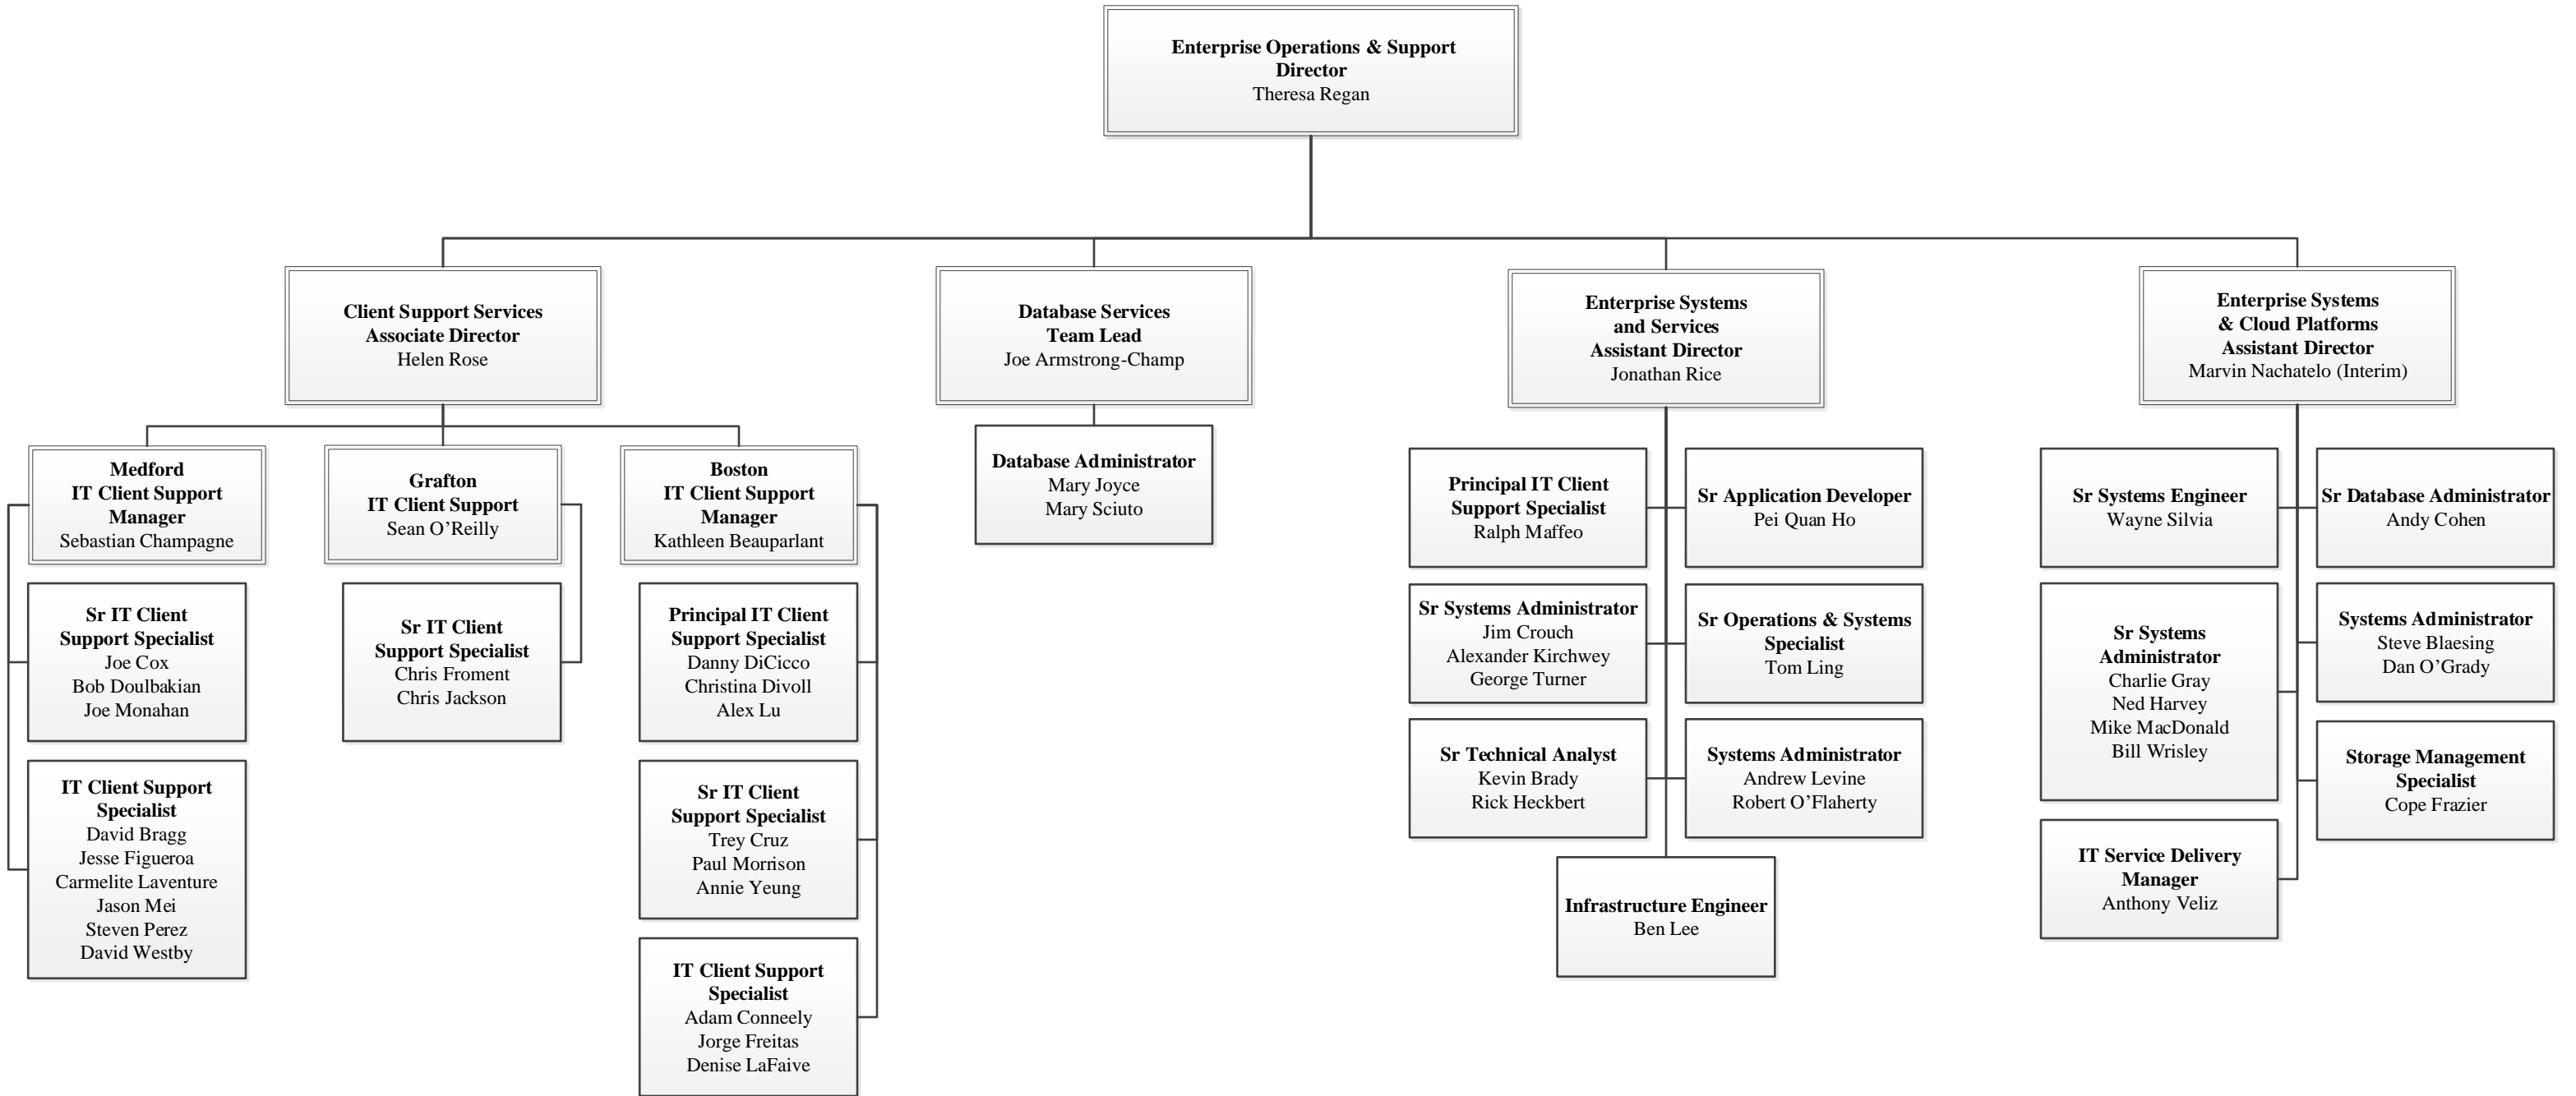 Enterprise Operations & Support
Director
Theresa Regan
Client Support Services
Associate Director
Helen Rose
Database Services
Team Lead
Joe Armstrong-Champ
Enterprise Systems
and Services
Assistant Director
Jonathan Rice
Enterprise Systems
& Cloud Platforms
Assistant Director
Marvin Nachatelo (Interim)
Medford
IT Client Support
Manager
Sebastian Champagne
Sr IT Client
Support Specialist
Joe Cox
Bob Doulbakian
Joe Monahan
IT Client Support
Specialist
David Bragg
Jesse Figueroa
Carmelite Laventure
Jason Mei
Steven Perez
David Westby
Grafton
IT Client Support
Sean O’Reilly
Sr IT Client
Support Specialist
Chris Froment
Chris Jackson
Boston
IT Client Support
Manager
Kathleen Beauparlant
Principal IT Client
Support Specialist
Danny DiCicco
Christina Divoll
Alex Lu
Sr IT Client
Support Specialist
Trey Cruz
Paul Morrison
Annie Yeung
IT Client Support
Specialist
Adam Conneely
Jorge Freitas
Denise LaFaive
Database Administrator
Mary Joyce
Mary Sciuto
Principal IT Client
Support Specialist
Ralph Maffeo
Sr Application Developer
Pei Quan Ho
Sr Systems Administrator
Jim Crouch
Alexander Kirchwey
George Turner
Sr Operations & Systems
Specialist
Tom Ling
Sr Technical Analyst
Kevin Brady
Rick Heckbert
Systems Administrator
Andrew Levine
Robert O’Flaherty
Infrastructure Engineer
Ben Lee
Sr Systems Engineer
Wayne Silvia
Sr Database Administrator
Andy Cohen
Sr Systems
Administrator
Charlie Gray
Ned Harvey
Mike MacDonald
Bill Wrisley
Systems Administrator
Steve Blaesing
Dan O’Grady
Storage Management
Specialist
Cope Frazier
IT Service Delivery
Manager
Anthony Veliz